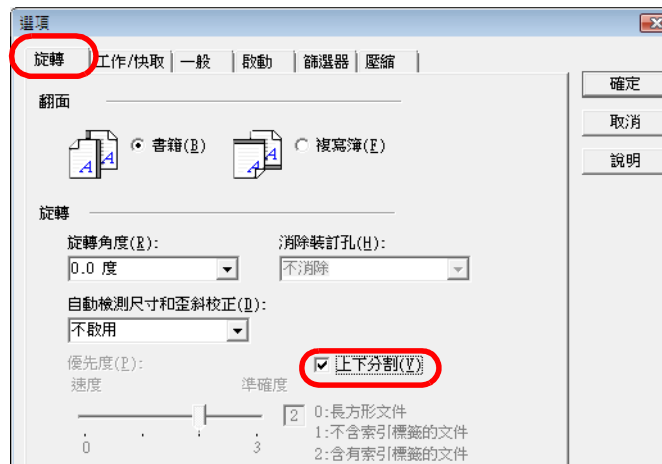 選項
旋轉 工作/快取 一般 啟動 篩選器 壓縮
確定
取消
說明
翻面
書籍(B) 複寫簿(F)
旋轉
旋轉角度(R): 消除裝訂孔(H):
0.0 度 不消除
自動檢測尺寸和歪斜校正(D):
不啟用
優先度(P): 上下分割(V)
速度 準確度
2 0:長方形文件
1:不含索引標籤的文件
0 3 2:含有索引標籤的文件